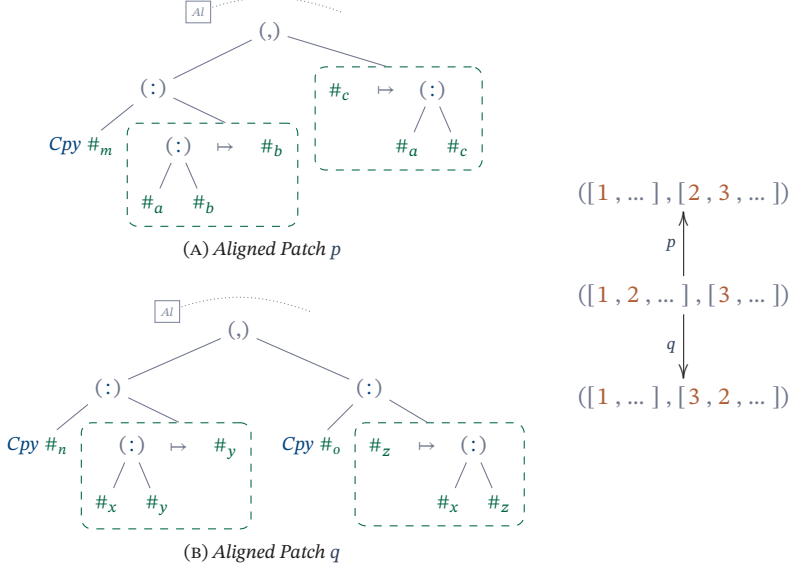 Al
(,)
(:)
#c ↦ (:)
Cpy #m
(:) ↦ #b
#a #c
#a #b
(A) Aligned Patch p
([1 , ... ] , [2 , 3 , ... ])
p
([1 , 2 , ... ] , [3 , ... ])
q
([1 , ... ] , [3 , 2 , ... ])
Al
(,)
(:) (:)
Cpy #n (:) ↦ #y Cpy #o #z ↦ (:)
#x #y #x #z
(B) Aligned Patch q